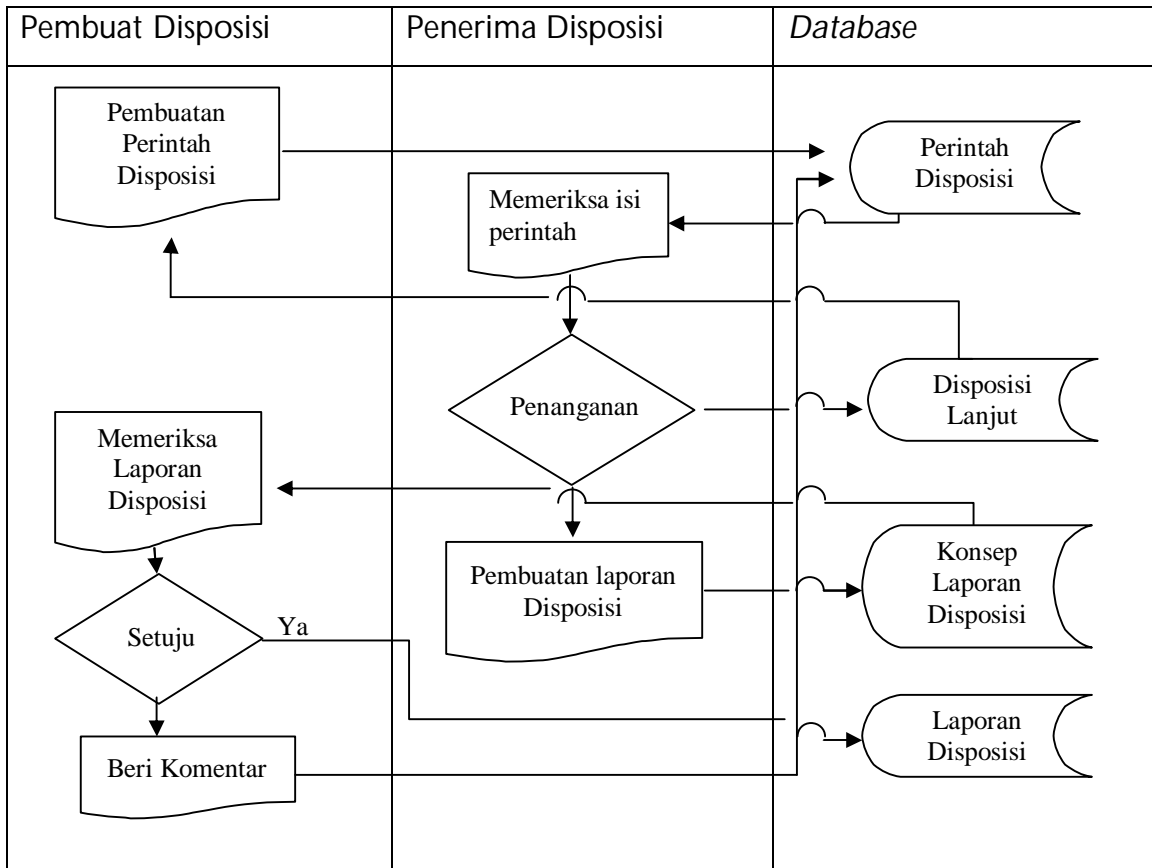 Pembuat Disposisi
Penerima Disposisi
Database
Pembuatan
Perintah
Disposisi
Memeriksa isi
perintah
Perintah
Disposisi
Penanganan
Disposisi
Lanjut
Memeriksa
Laporan
Disposisi
Pembuatan laporan
Disposisi
Konsep
Laporan
Disposisi
Setuju
Ya
Beri Komentar
Laporan
Disposisi